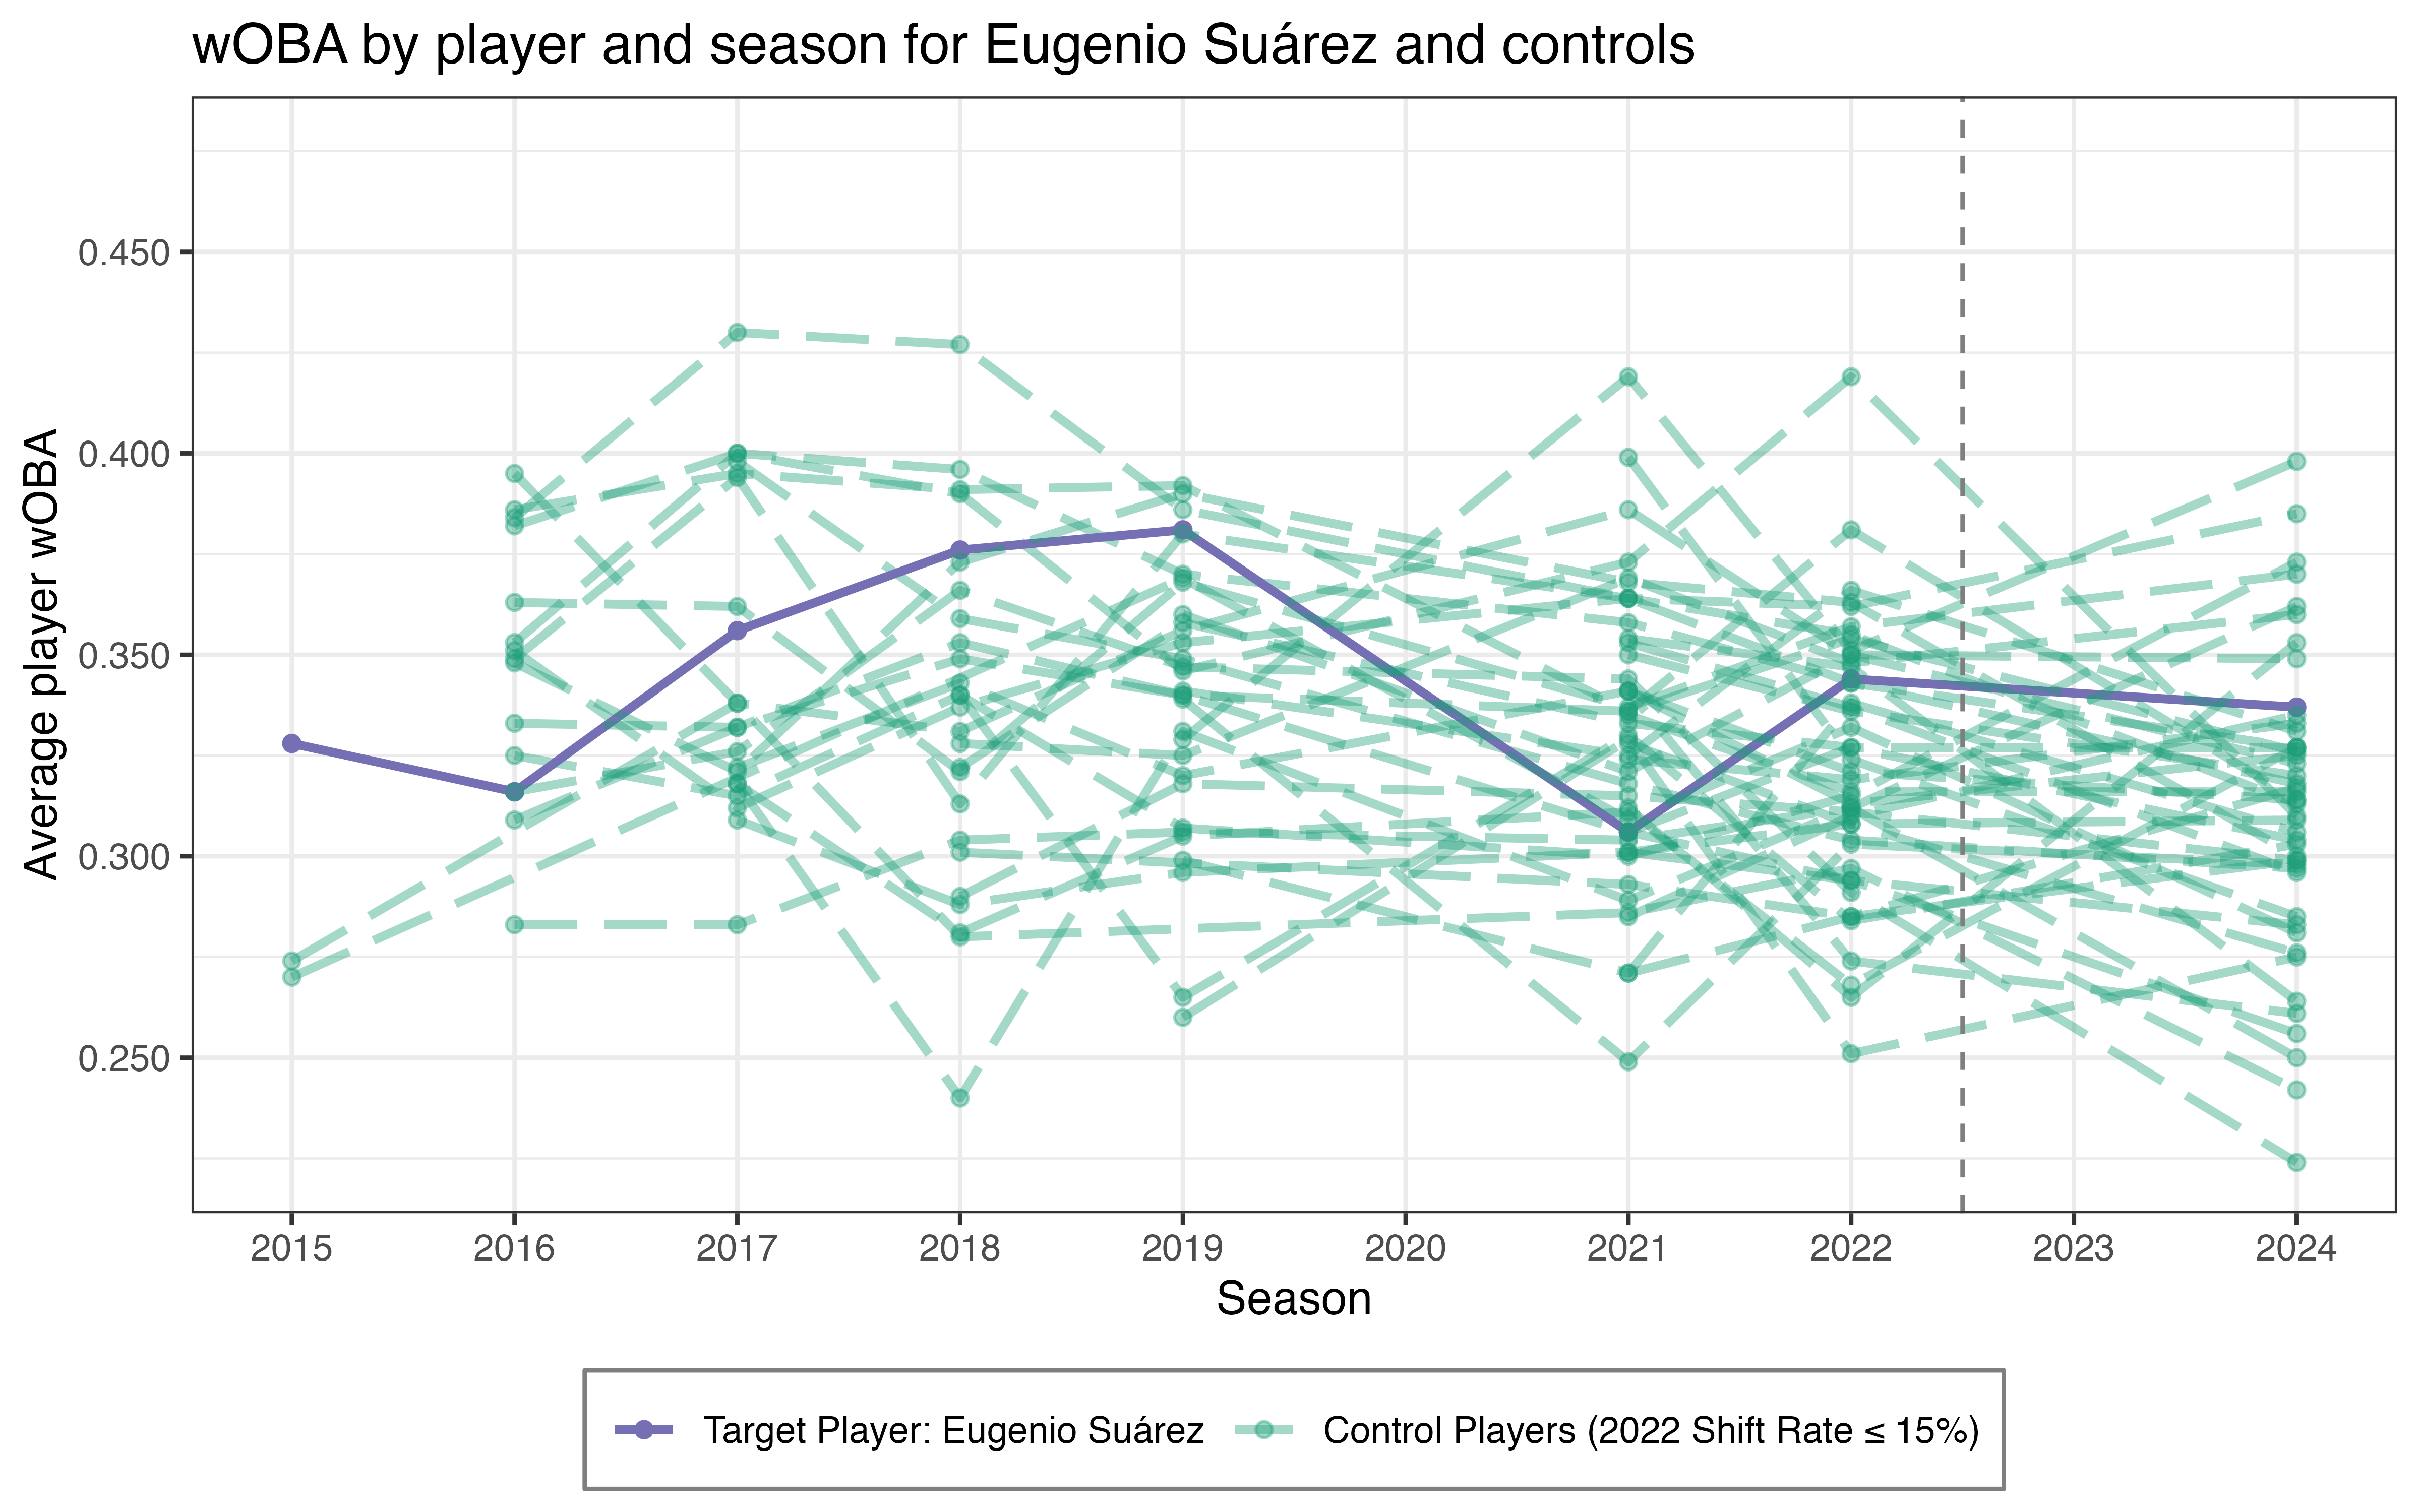 wOBA by player and season for Eugenio Suárez and controls
Average player wOBA
0.450
0.400
0.350
0.300
0.250
2015 2016 2017 2018 2019 2020 2021 2022 2023 2024
Season
Target Player: Eugenio Suárez Control Players (2022 Shift Rate ≤ 15%)